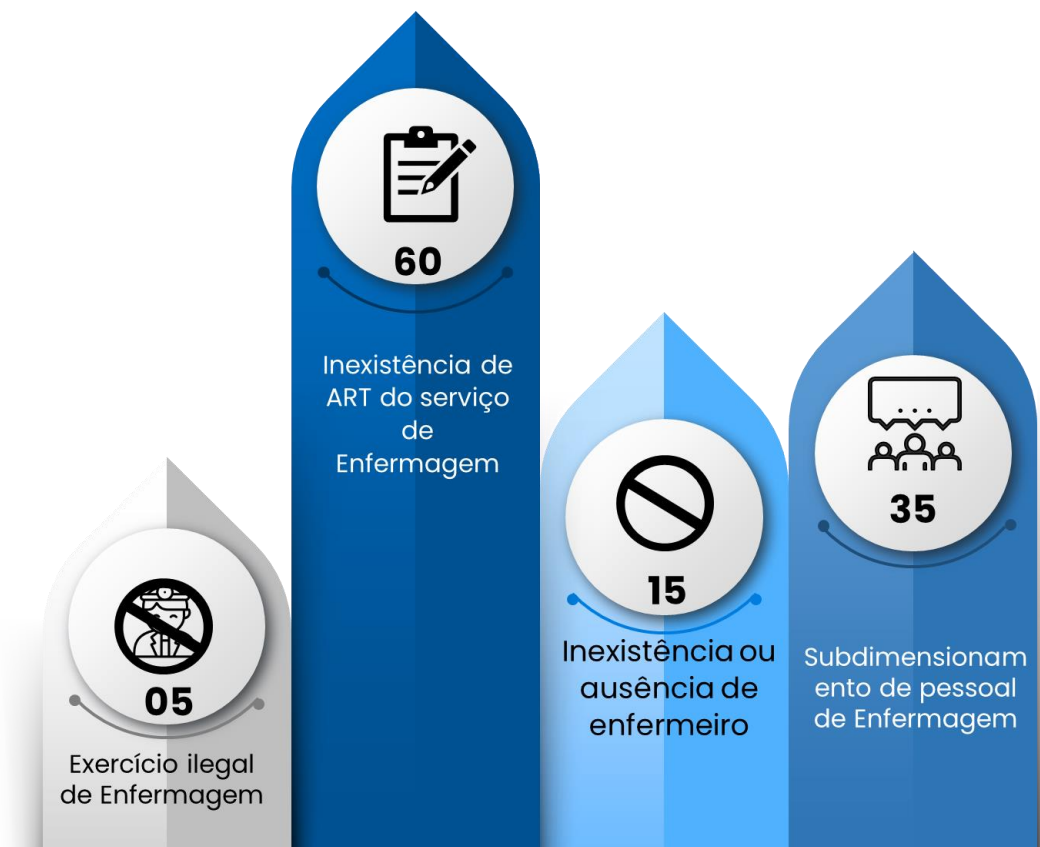 05
Exercício ilegal
de Enfermagem
60
Inexistência de
ART do serviço
de
Enfermagem
15
Inexistência ou
ausência de
enfermeiro
35
Subdimensionam
ento de pessoal
de Enfermagem